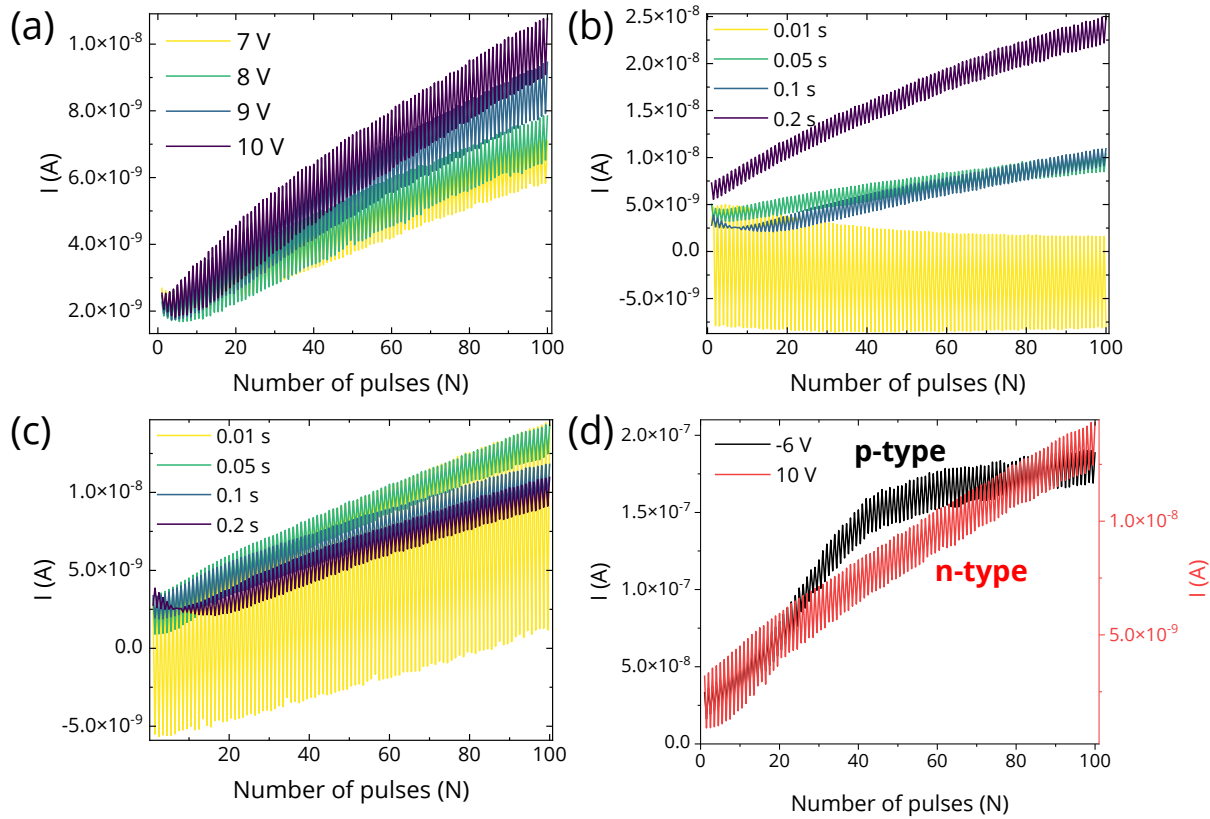 (a)
7 V
8 V
9 V
10 V
1.0×10⁻⁸
8.0×10⁻⁹
6.0×10⁻⁹
4.0×10⁻⁹
2.0×10⁻⁹
I (A)
0 20 40 60 80 100
Number of pulses (N)
(b)
0.01 s
0.05 s
0.1 s
0.2 s
2.5×10⁻⁸
2.0×10⁻⁸
1.5×10⁻⁸
1.0×10⁻⁸
5.0×10⁻⁹
0.0
-5.0×10⁻⁹
I (A)
0 20 40 60 80 100
Number of pulses (N)
(c)
0.01 s
0.05 s
0.1 s
0.2 s
1.0×10⁻⁸
5.0×10⁻⁹
0.0
-5.0×10⁻⁹
I (A)
20 40 60 80 100
Number of pulses (N)
(d)
-6 V
10 V
p-type
n-type
2.0×10⁻⁷
1.5×10⁻⁷
1.0×10⁻⁷
5.0×10⁻⁸
0.0
I (A)
1.0×10⁻⁸
5.0×10⁻⁹
I (A)
0 20 40 60 80 100
Number of pulses (N)